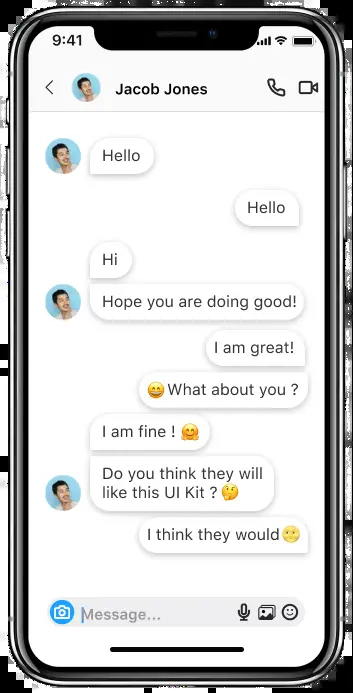 9:41
Jacob Jones
Hello
Hello
Hi
Hope you are doing good!
I am great!
😄What about you ?
I am fine ! 🤗
Do you think they will
like this UI Kit ?🤔
I think they would🙂
Message...